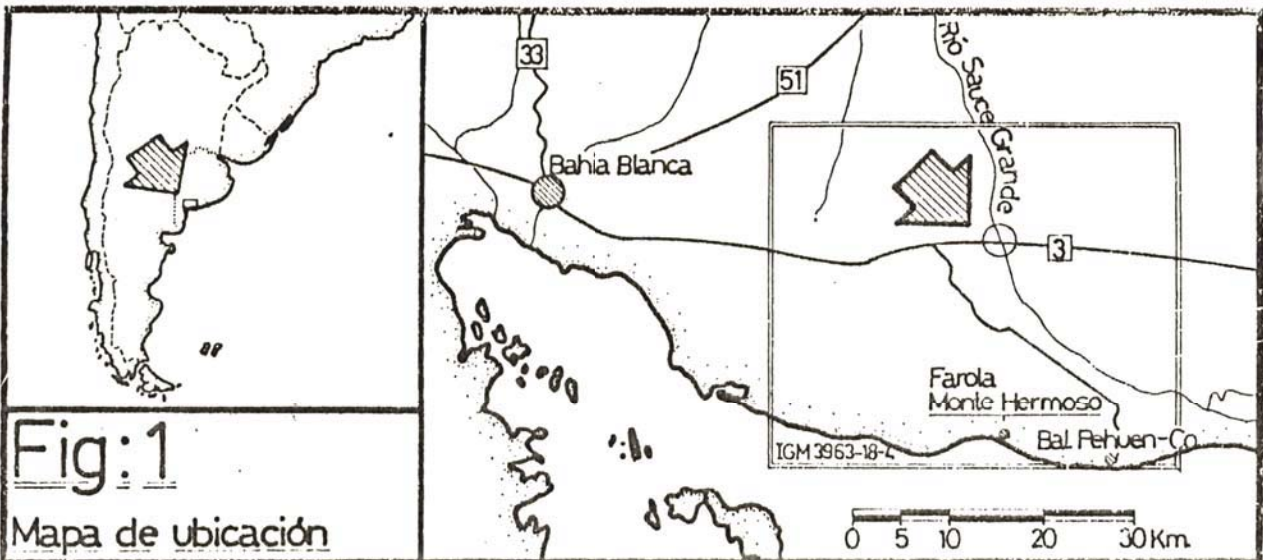 Fig:1
Mapa de ubicación
33
51
Río Sauce Grande
Bahía Blanca
3
Farola
Monte Hermoso
Bal. Pehuen-Co
IGM 3963-18-4
0 5 10 20 30 Km.